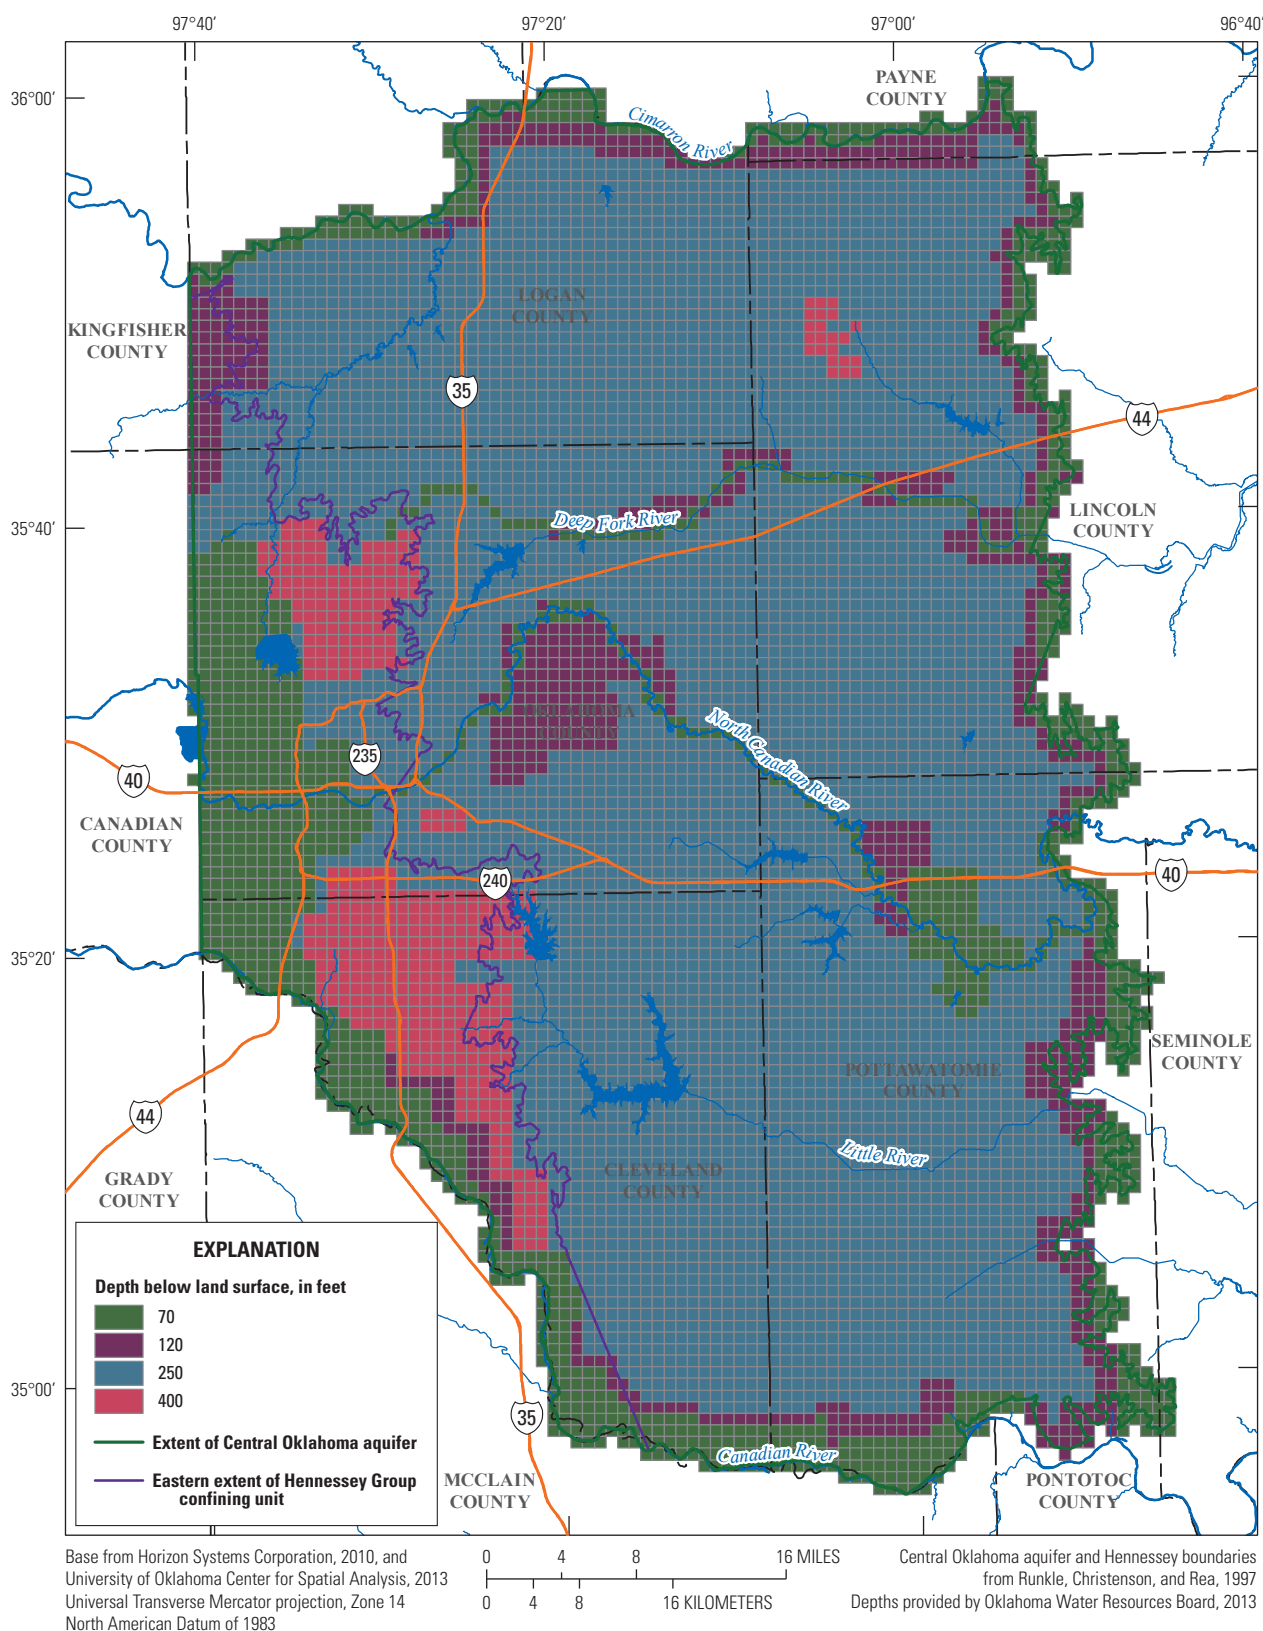 97°40′
97°20′
97°00′
96°40′
36°00′
PAYNE
COUNTY
Cimarron River
LOGAN
COUNTY
KINGFISHER
COUNTY
35
44
LINCOLN
COUNTY
35°40′
Deep Fork River
OKLAHOMA
COUNTY
North Canadian River
235
40
CANADIAN
COUNTY
240
40
35°20′
SEMINOLE
COUNTY
POTTAWATOMIE
COUNTY
44
Little River
CLEVELAND
COUNTY
GRADY
COUNTY
EXPLANATION
Depth below land surface, in feet
70
120
250
400
Extent of Central Oklahoma aquifer
Eastern extent of Hennessey Group
confining unit
35°00′
35
Canadian River
MCCLAIN
COUNTY
PONTOTOC
COUNTY
Base from Horizon Systems Corporation, 2010, and
University of Oklahoma Center for Spatial Analysis, 2013
Universal Transverse Mercator projection, Zone 14
North American Datum of 1983
0 4 8 16 MILES
0 4 8 16 KILOMETERS
Central Oklahoma aquifer and Hennessey boundaries
from Runkle, Christenson, and Rea, 1997
Depths provided by Oklahoma Water Resources Board, 2013